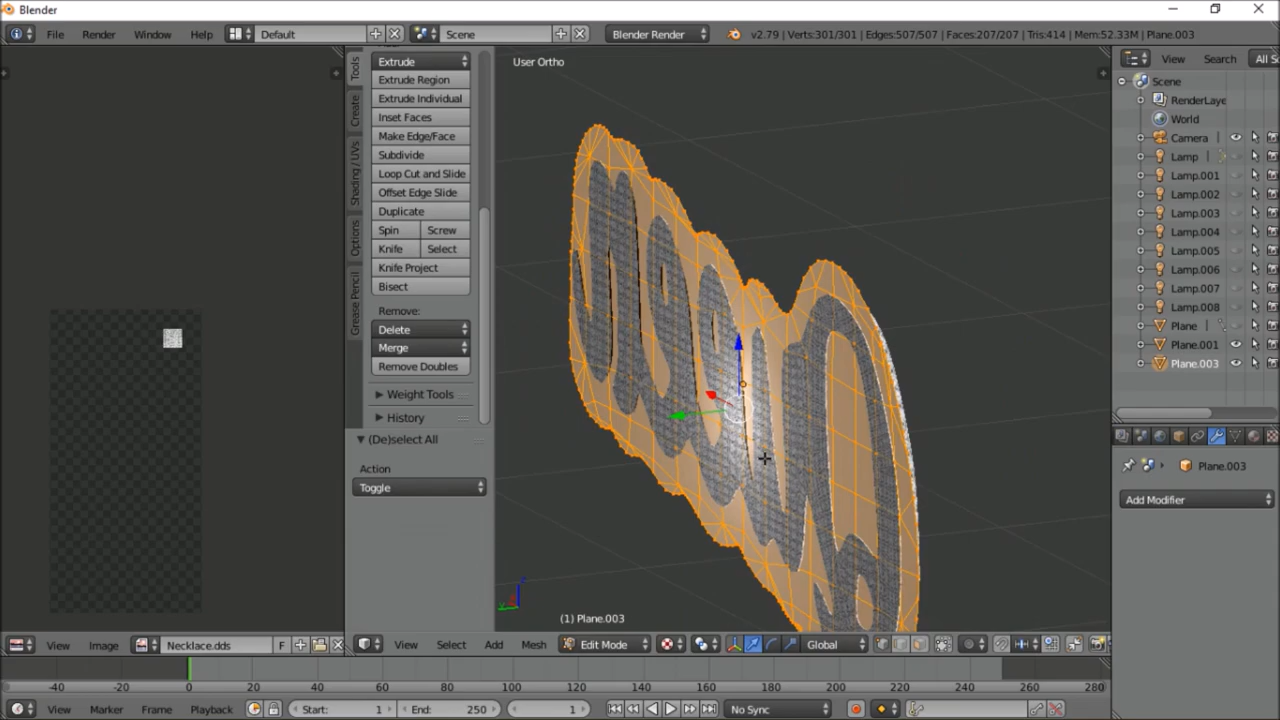 Blender
File Render Window Help Default Scene Blender Render v2.79 | Verts:301/301 | Edges:507/507 | Faces:207/207 | Tris:414 | Mem:52.33M | Plane.003
Tools
Create
Shading / UVs
Options
Grease Pencil
Extrude
Extrude Region
Extrude Individual
Inset Faces
Make Edge/Face
Subdivide
Loop Cut and Slide
Offset Edge Slide
Duplicate
Spin Screw
Knife Select
Knife Project
Bisect
Remove:
Delete
Merge
Remove Doubles
Weight Tools
History
(De)select All
Action
Toggle
User Ortho
(1) Plane.003
View Search All S
Scene
RenderLaye
World
Camera
Lamp
Lamp.001
Lamp.002
Lamp.003
Lamp.004
Lamp.005
Lamp.006
Lamp.007
Lamp.008
Plane
Plane.001
Plane.003
Plane.003
Add Modifier
View Image Necklace.dds F
View Select Add Mesh Edit Mode Global
-40 -20 0 20 40 60 80 100 120 140 160 180 200 220 240 260 280
View Marker Frame Playback Start: 1 End: 250 1 No Sync